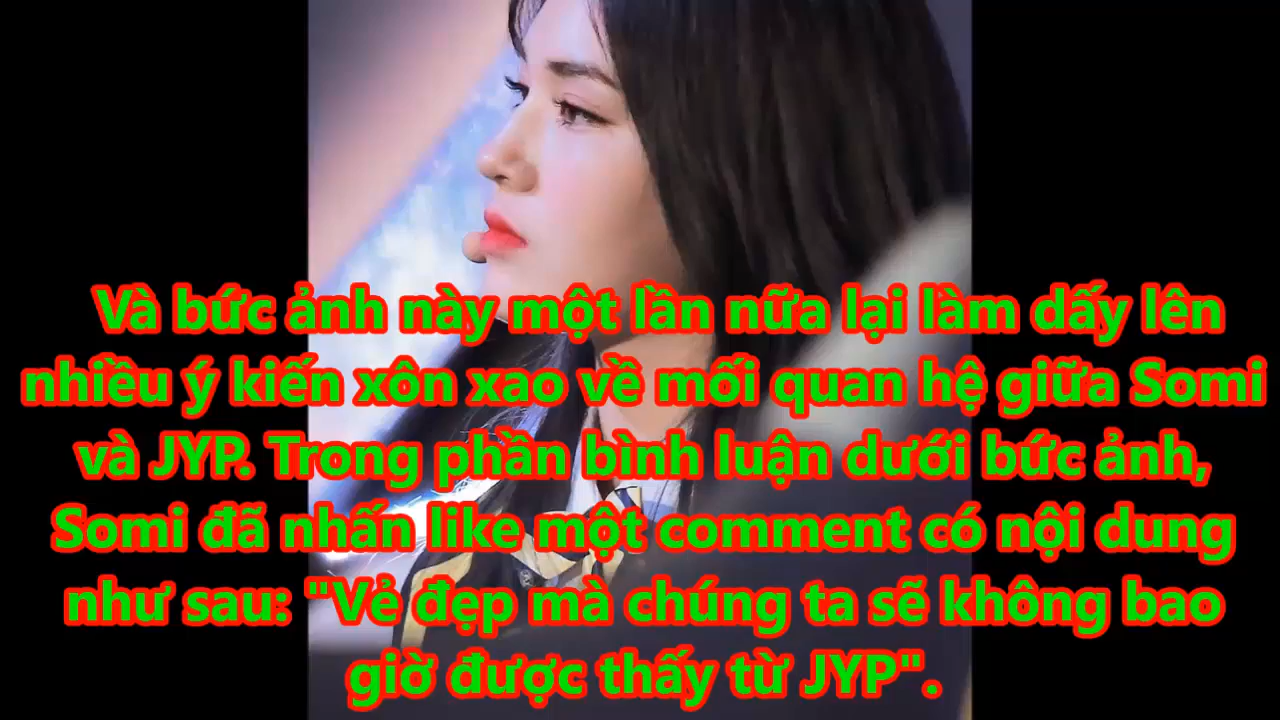 Và bức ảnh này một lần nữa lại làm dấy lên
nhiều ý kiến xôn xao về mối quan hệ giữa Somi
và JYP. Trong phần bình luận dưới bức ảnh,
Somi đã nhấn like một comment có nội dung
như sau: "Vẻ đẹp mà chúng ta sẽ không bao
giờ được thấy từ JYP".